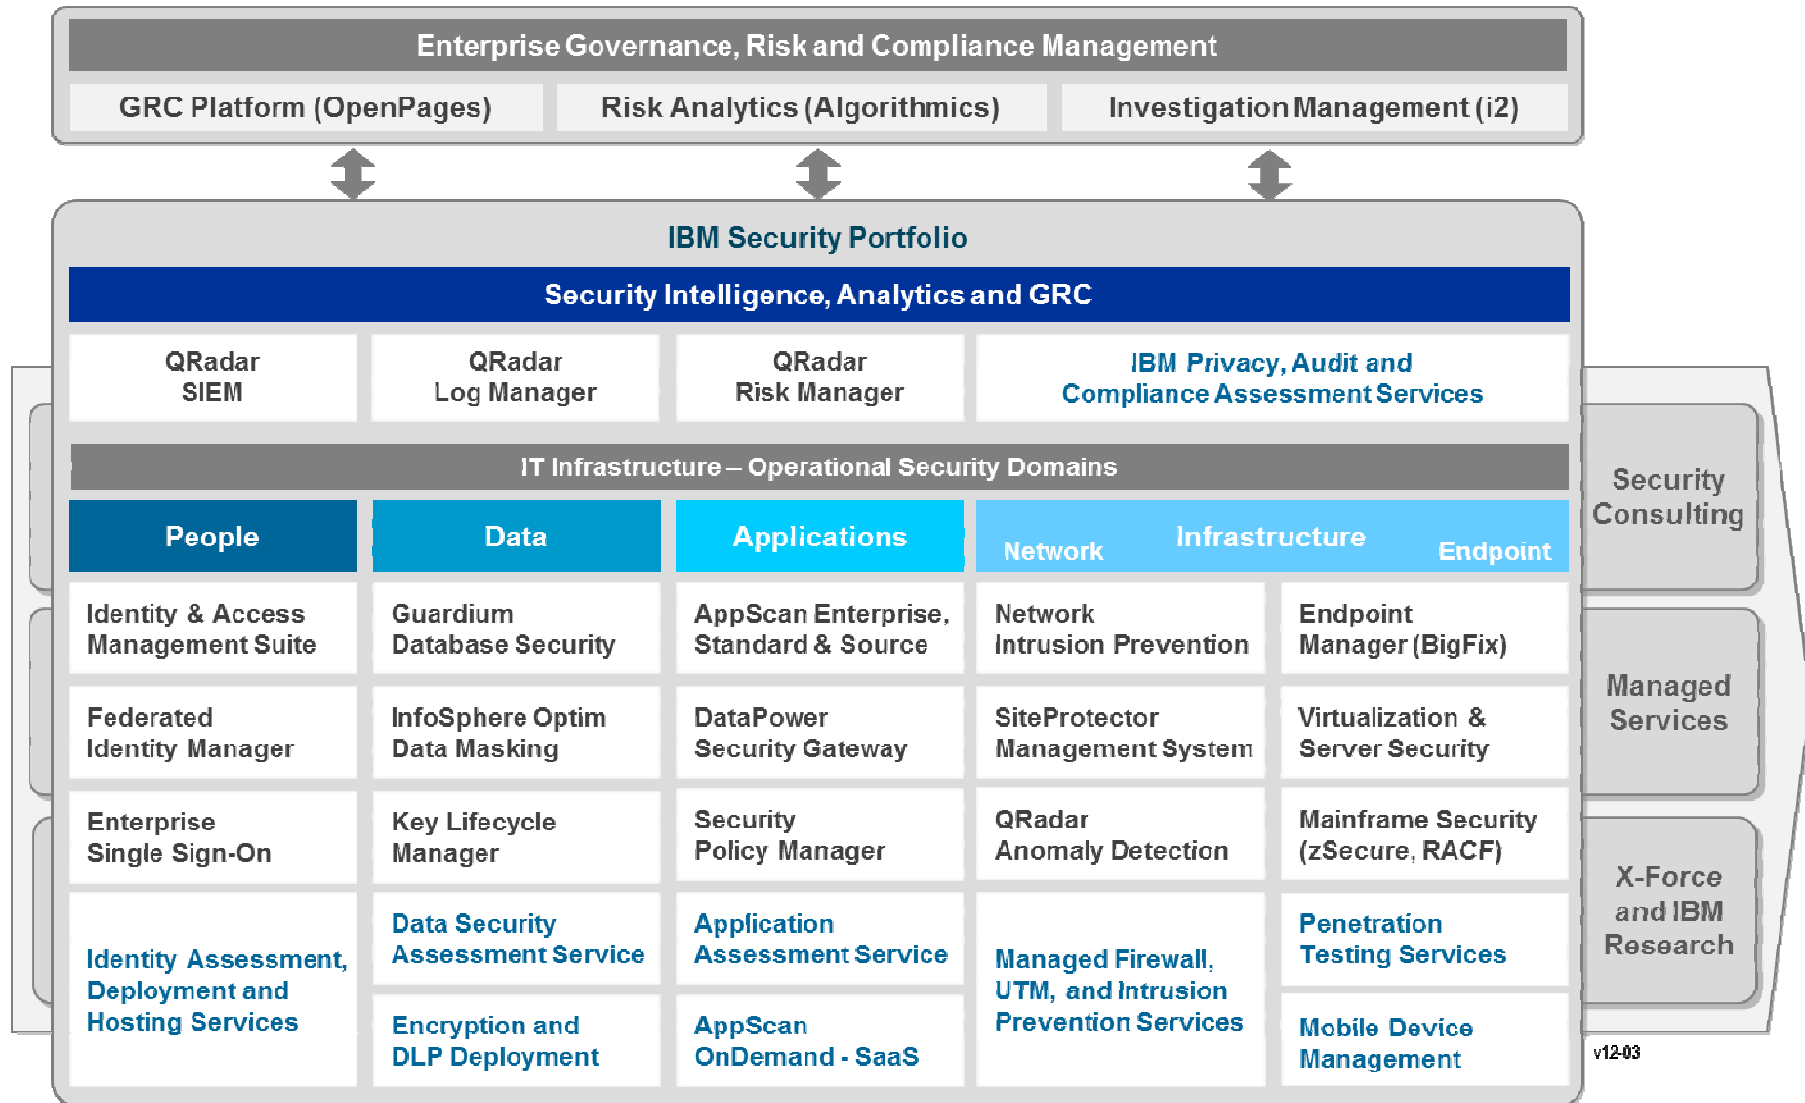 Enterprise Governance, Risk and Compliance Management
GRC Platform (OpenPages)
Risk Analytics (Algorithmics)
Investigation Management (i2)
IBM Security Portfolio
Security Intelligence, Analytics and GRC
QRadar
SIEM
QRadar
Log Manager
QRadar
Risk Manager
IBM Privacy, Audit and
Compliance Assessment Services
IT Infrastructure – Operational Security Domains
People
Data
Applications
Infrastructure
Network
Endpoint
Identity & Access
Management Suite
Guardium
Database Security
AppScan Enterprise,
Standard & Source
Network
Intrusion Prevention
Endpoint
Manager (BigFix)
Federated
Identity Manager
InfoSphere Optim
Data Masking
DataPower
Security Gateway
SiteProtector
Management System
Virtualization &
Server Security
Enterprise
Single Sign-On
Key Lifecycle
Manager
Security
Policy Manager
QRadar
Anomaly Detection
Mainframe Security
(zSecure, RACF)
Identity Assessment,
Deployment and
Hosting Services
Data Security
Assessment Service
Application
Assessment Service
Managed Firewall,
UTM, and Intrusion
Prevention Services
Penetration
Testing Services
Encryption and
DLP Deployment
AppScan
OnDemand - SaaS
Mobile Device
Management
Security
Consulting
Managed
Services
X-Force
and IBM
Research
v12-03